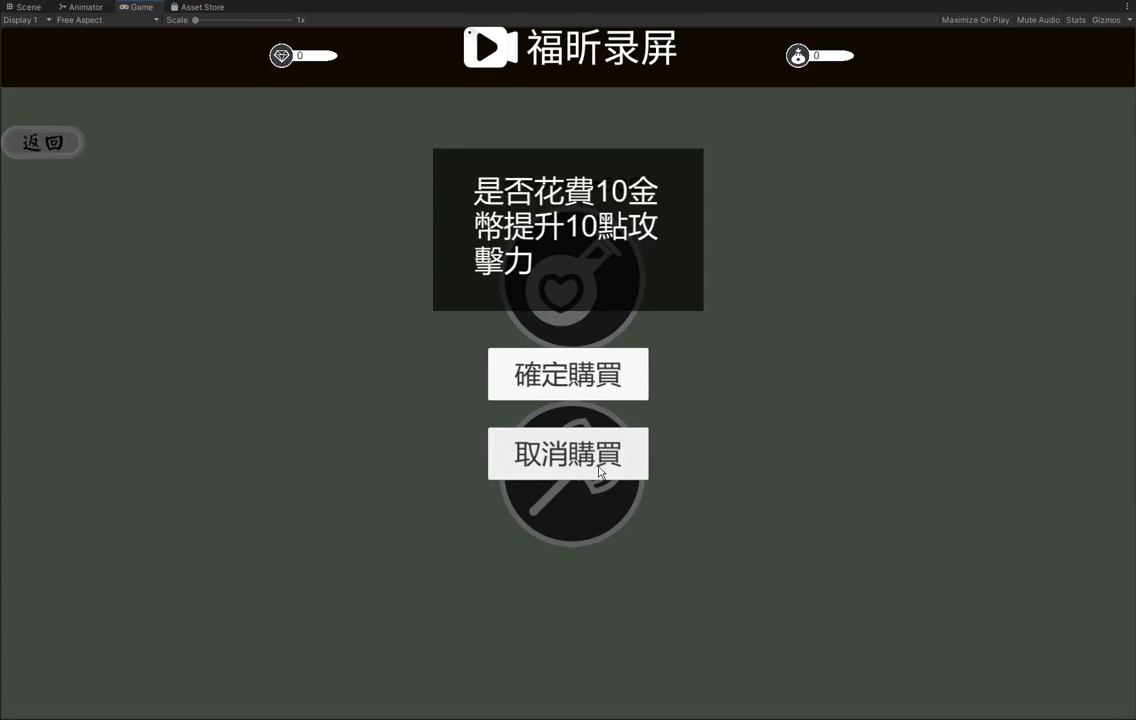 Scene Animator Game Asset Store
Display 1 Free Aspect Scale 1x Maximize On Play Mute Audio Stats Gizmos
0 福昕录屏 0
返回
是否花費10金
幣提升10點攻
擊力
確定購買
取消購買